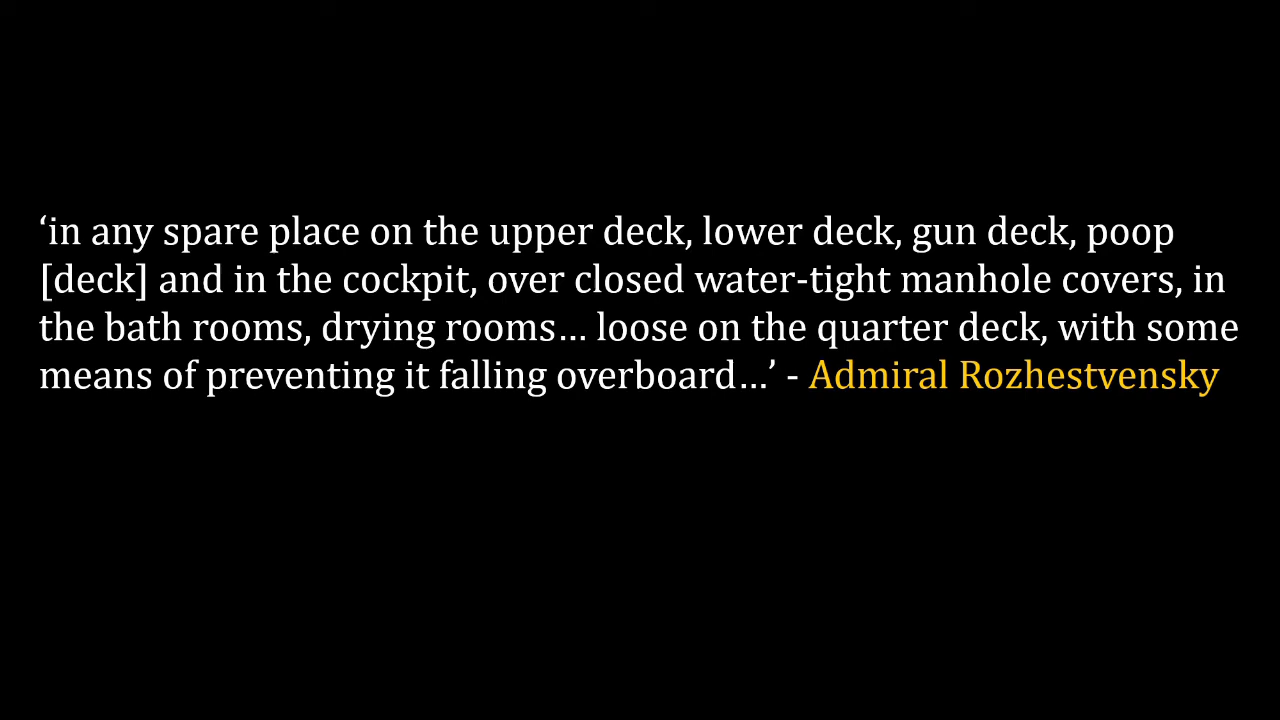 ‘in any spare place on the upper deck, lower deck, gun deck, poop
[deck] and in the cockpit, over closed water-tight manhole covers, in
the bath rooms, drying rooms… loose on the quarter deck, with some
means of preventing it falling overboard…’ - Admiral Rozhestvensky